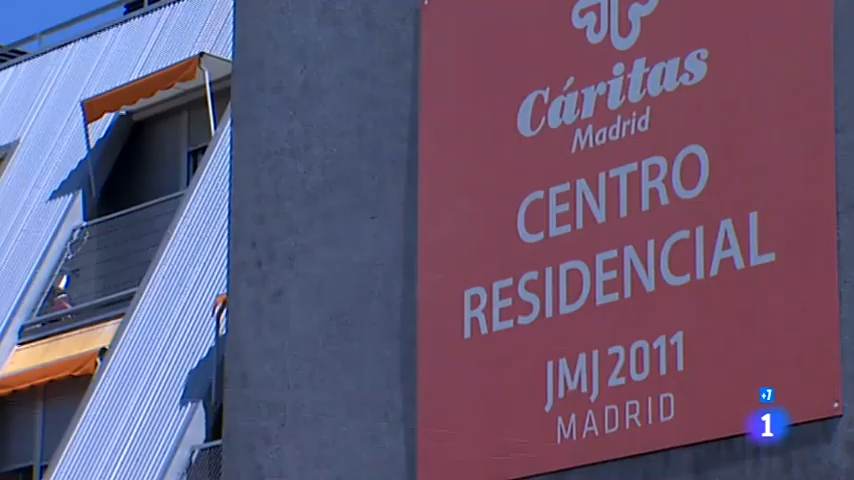 Cáritas
Madrid
CENTRO
RESIDENCIAL
JMJ 2011
MADRID
+7
1